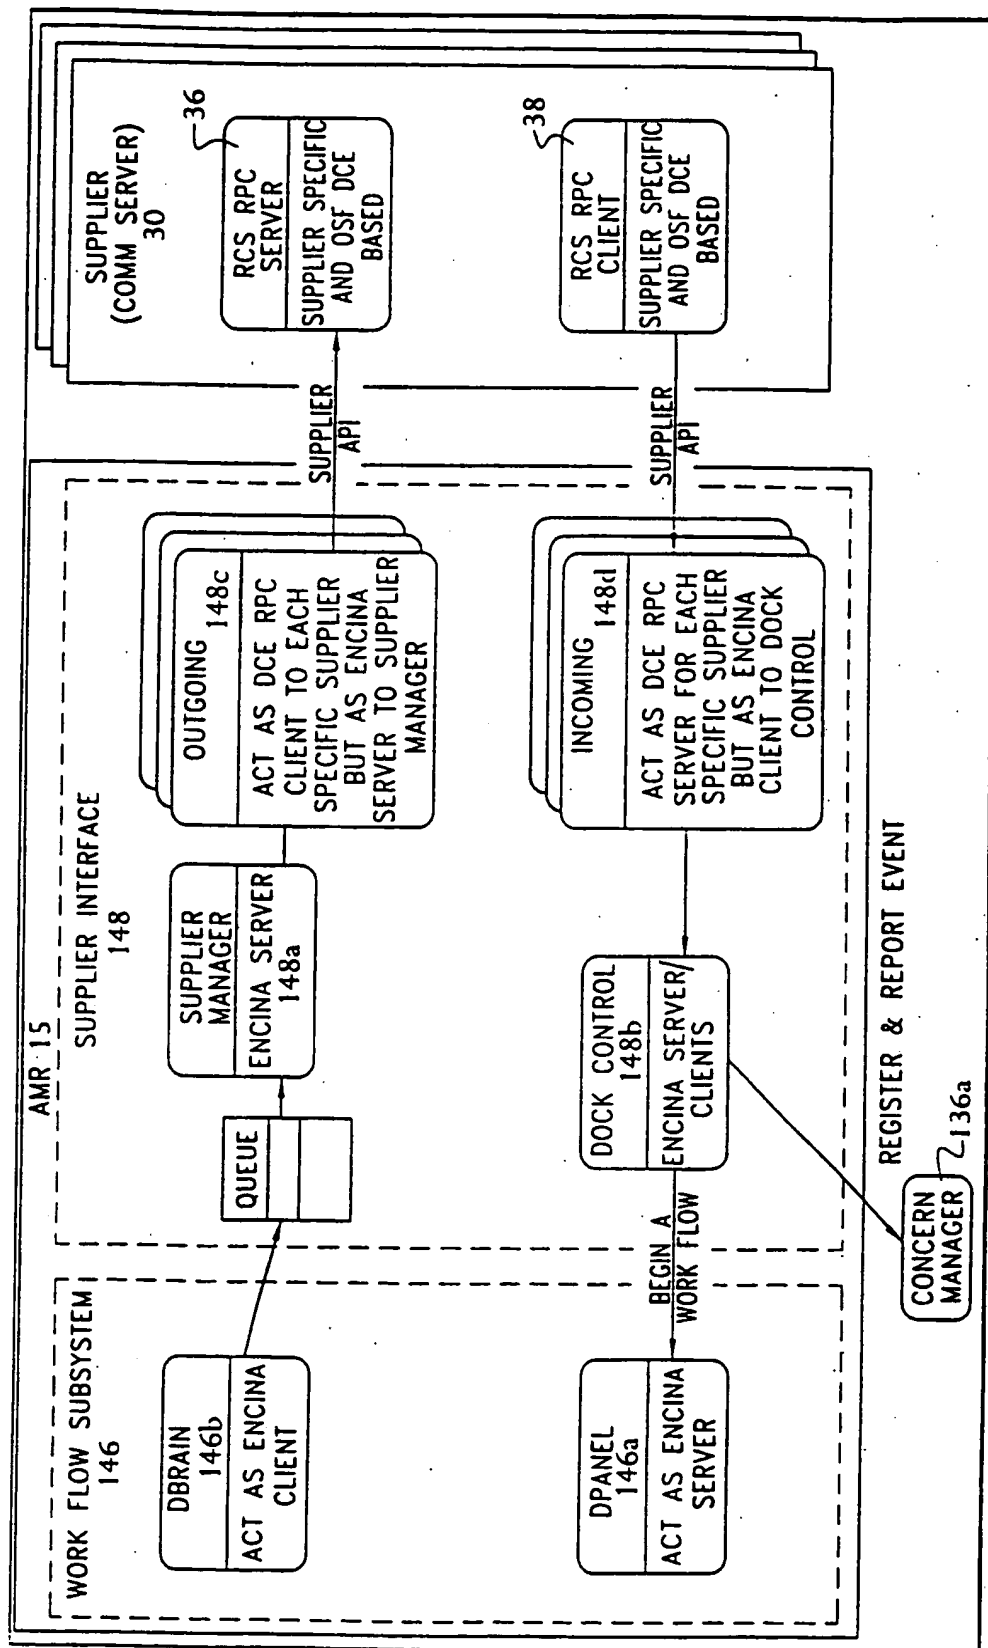 AMR 15
WORK FLOW SUBSYSTEM
146
DBRAIN
146b
ACT AS ENCINA
CLIENT
DPANEL
146a
ACT AS ENCINA
SERVER
SUPPLIER INTERFACE
148
QUEUE
SUPPLIER
MANAGER
ENCINA SERVER
148a
OUTGOING
148c
ACT AS DCE RPC
CLIENT TO EACH
SPECIFIC SUPPLIER
BUT AS ENCINA
SERVER TO SUPPLIER
MANAGER
BEGIN A
WORK FLOW
DOCK CONTROL
148b
ENCINA SERVER/
CLIENTS
INCOMING
148d
ACT AS DCE RPC
SERVER FOR EACH
SPECIFIC SUPPLIER
BUT AS ENCINA
CLIENT TO DOCK
CONTROL
SUPPLIER
API
SUPPLIER
API
SUPPLIER
(COMM SERVER)
30
36
RCS RPC
SERVER
SUPPLIER SPECIFIC
AND OSF DCE
BASED
38
RCS RPC
CLIENT
SUPPLIER SPECIFIC
AND OSF DCE
BASED
REGISTER & REPORT EVENT
CONCERN
MANAGER
136a